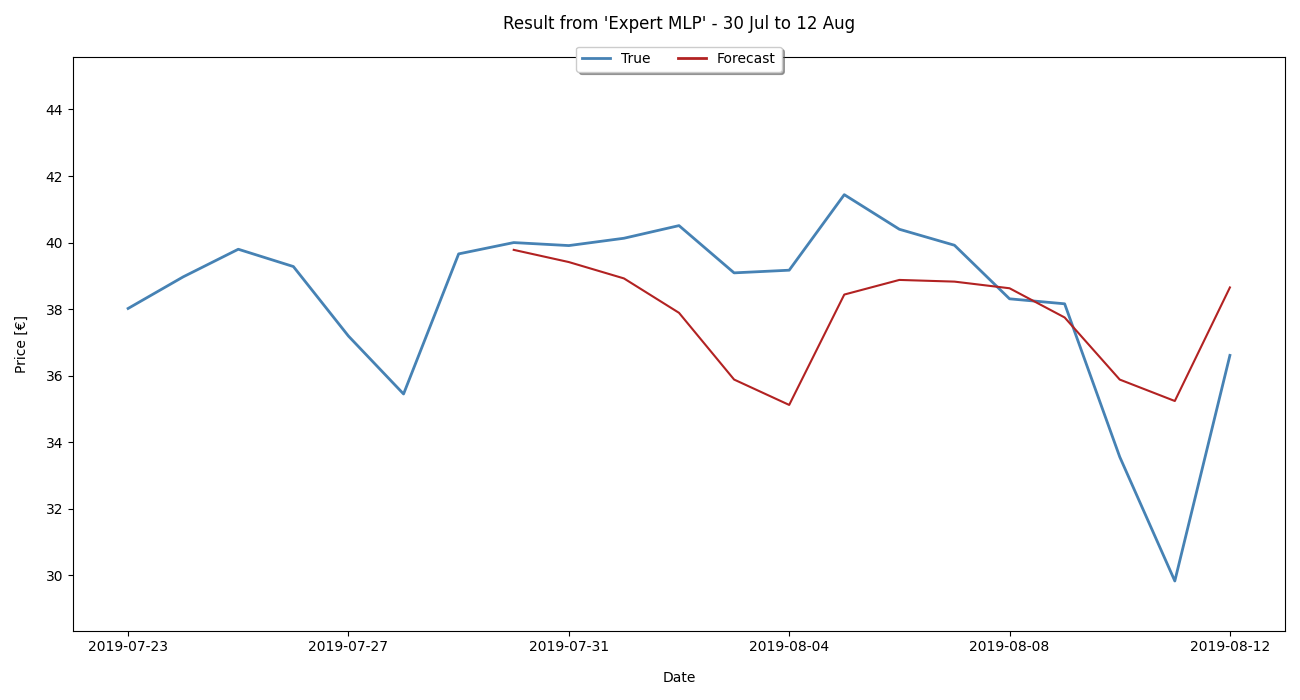 Result from 'Expert MLP' - 30 Jul to 12 Aug
True Forecast
44
42
40
38
36
34
32
30
Price [€]
2019-07-23 2019-07-27 2019-07-31 2019-08-04 2019-08-08 2019-08-12
Date